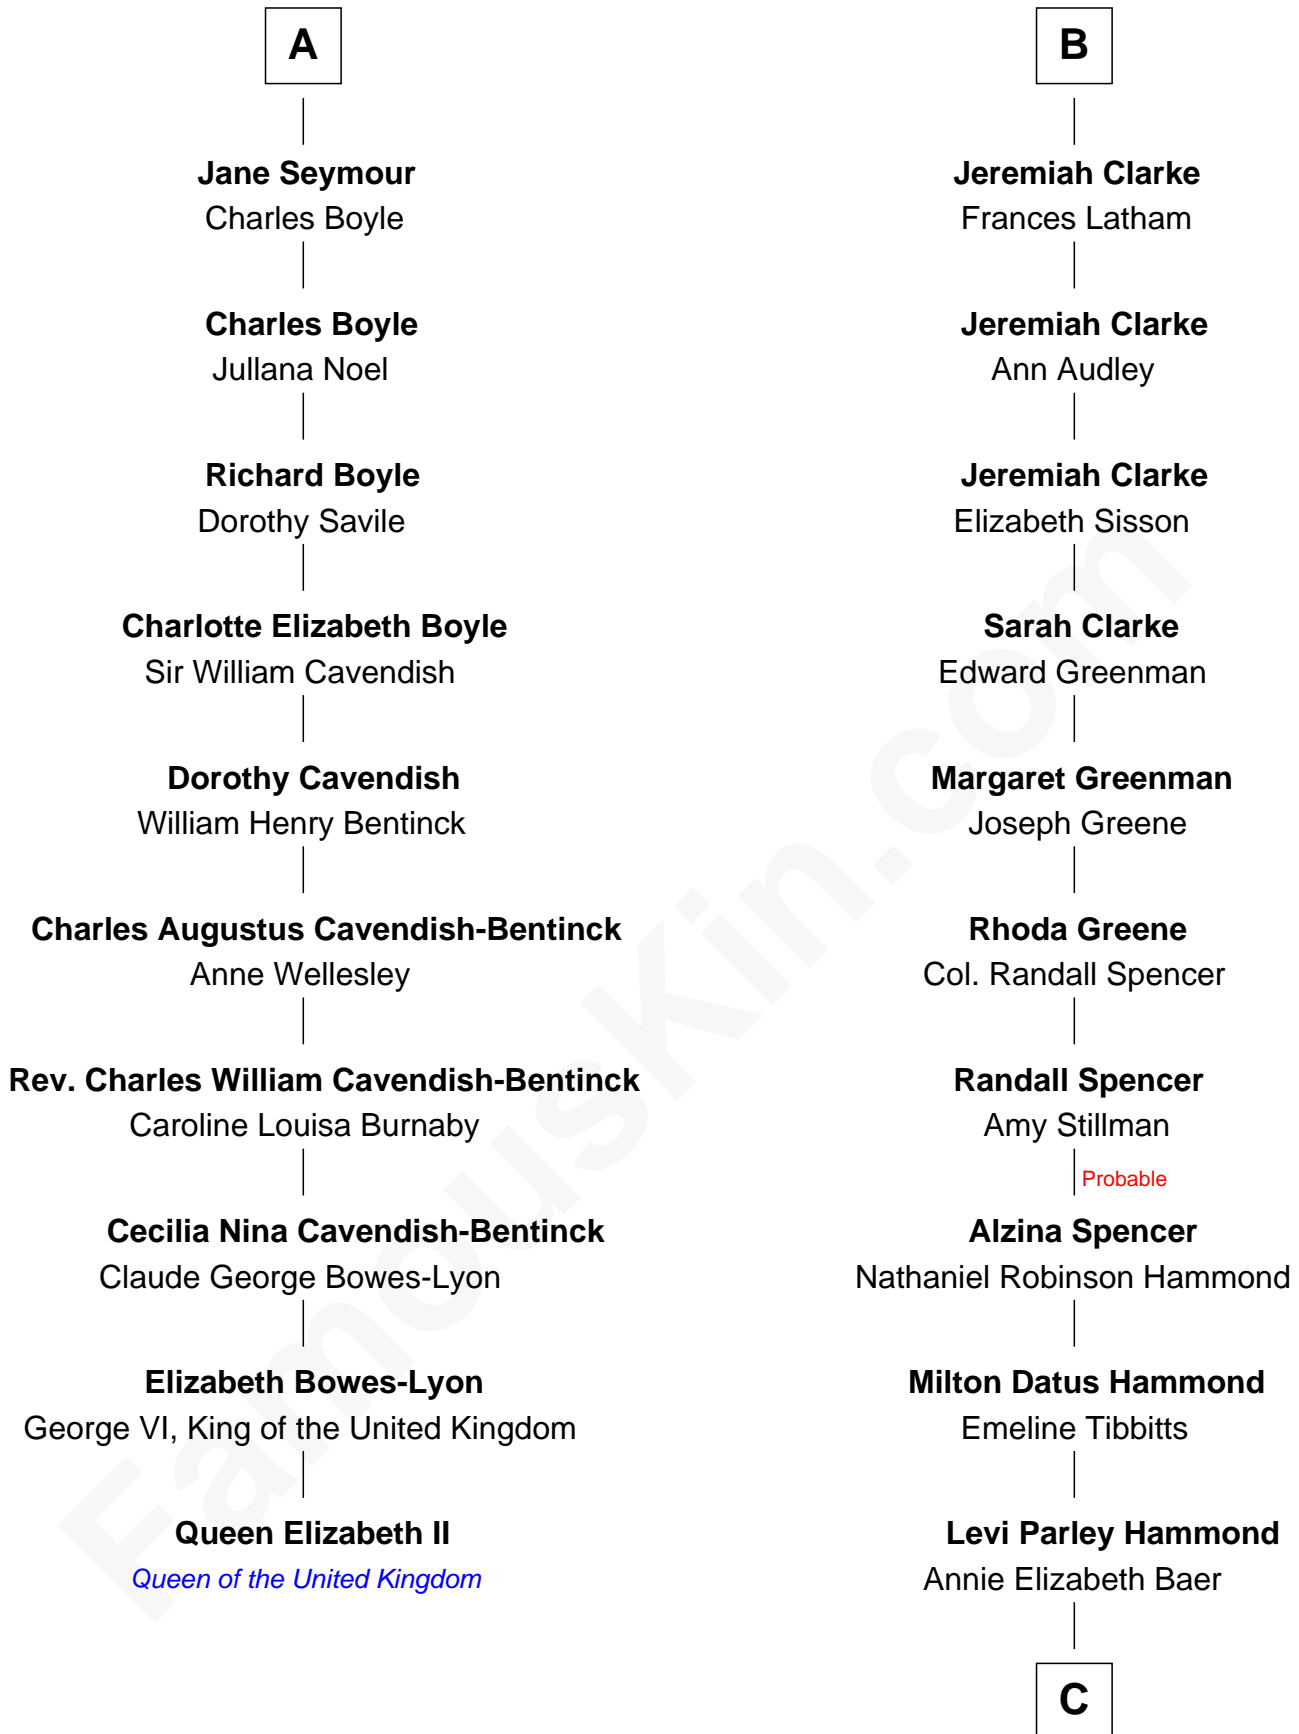 A
Jane Seymour
Charles Boyle
Charles Boyle
Jullana Noel
Richard Boyle
Dorothy Savile
Charlotte Elizabeth Boyle
Sir William Cavendish
Dorothy Cavendish
William Henry Bentinck
Charles Augustus Cavendish-Bentinck
Anne Wellesley
Rev. Charles William Cavendish-Bentinck
Caroline Louisa Burnaby
Cecilia Nina Cavendish-Bentinck
Claude George Bowes-Lyon
Elizabeth Bowes-Lyon
George VI, King of the United Kingdom
Queen Elizabeth II
Queen of the United Kingdom
B
Jeremiah Clarke
Frances Latham
Jeremiah Clarke
Ann Audley
Jeremiah Clarke
Elizabeth Sisson
Sarah Clarke
Edward Greenman
Margaret Greenman
Joseph Greene
Rhoda Greene
Col. Randall Spencer
Randall Spencer
Amy Stillman
Probable
Alzina Spencer
Nathaniel Robinson Hammond
Milton Datus Hammond
Emeline Tibbitts
Levi Parley Hammond
Annie Elizabeth Baer
C
FamousKin.com